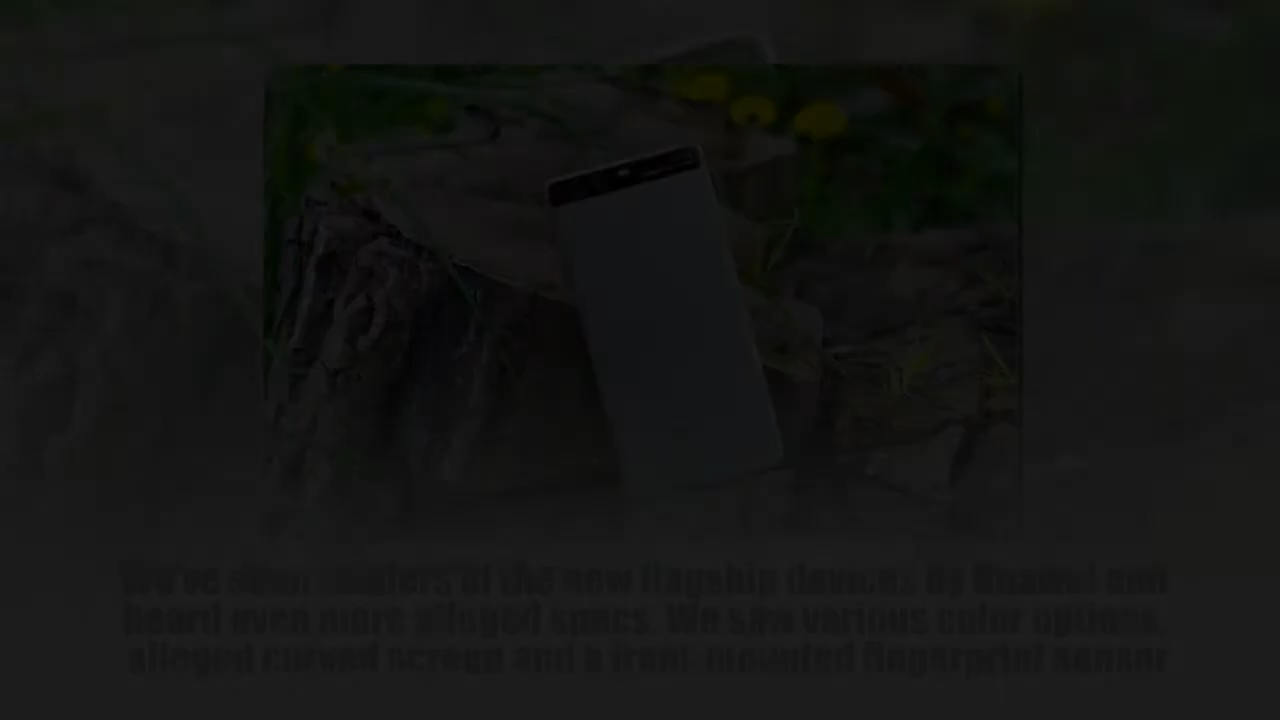 We've seen renders of the new flagship devices by Huawei and
heard even more alleged specs. We saw various color options,
alleged curved screen and a front-mounted fingerprint sensor